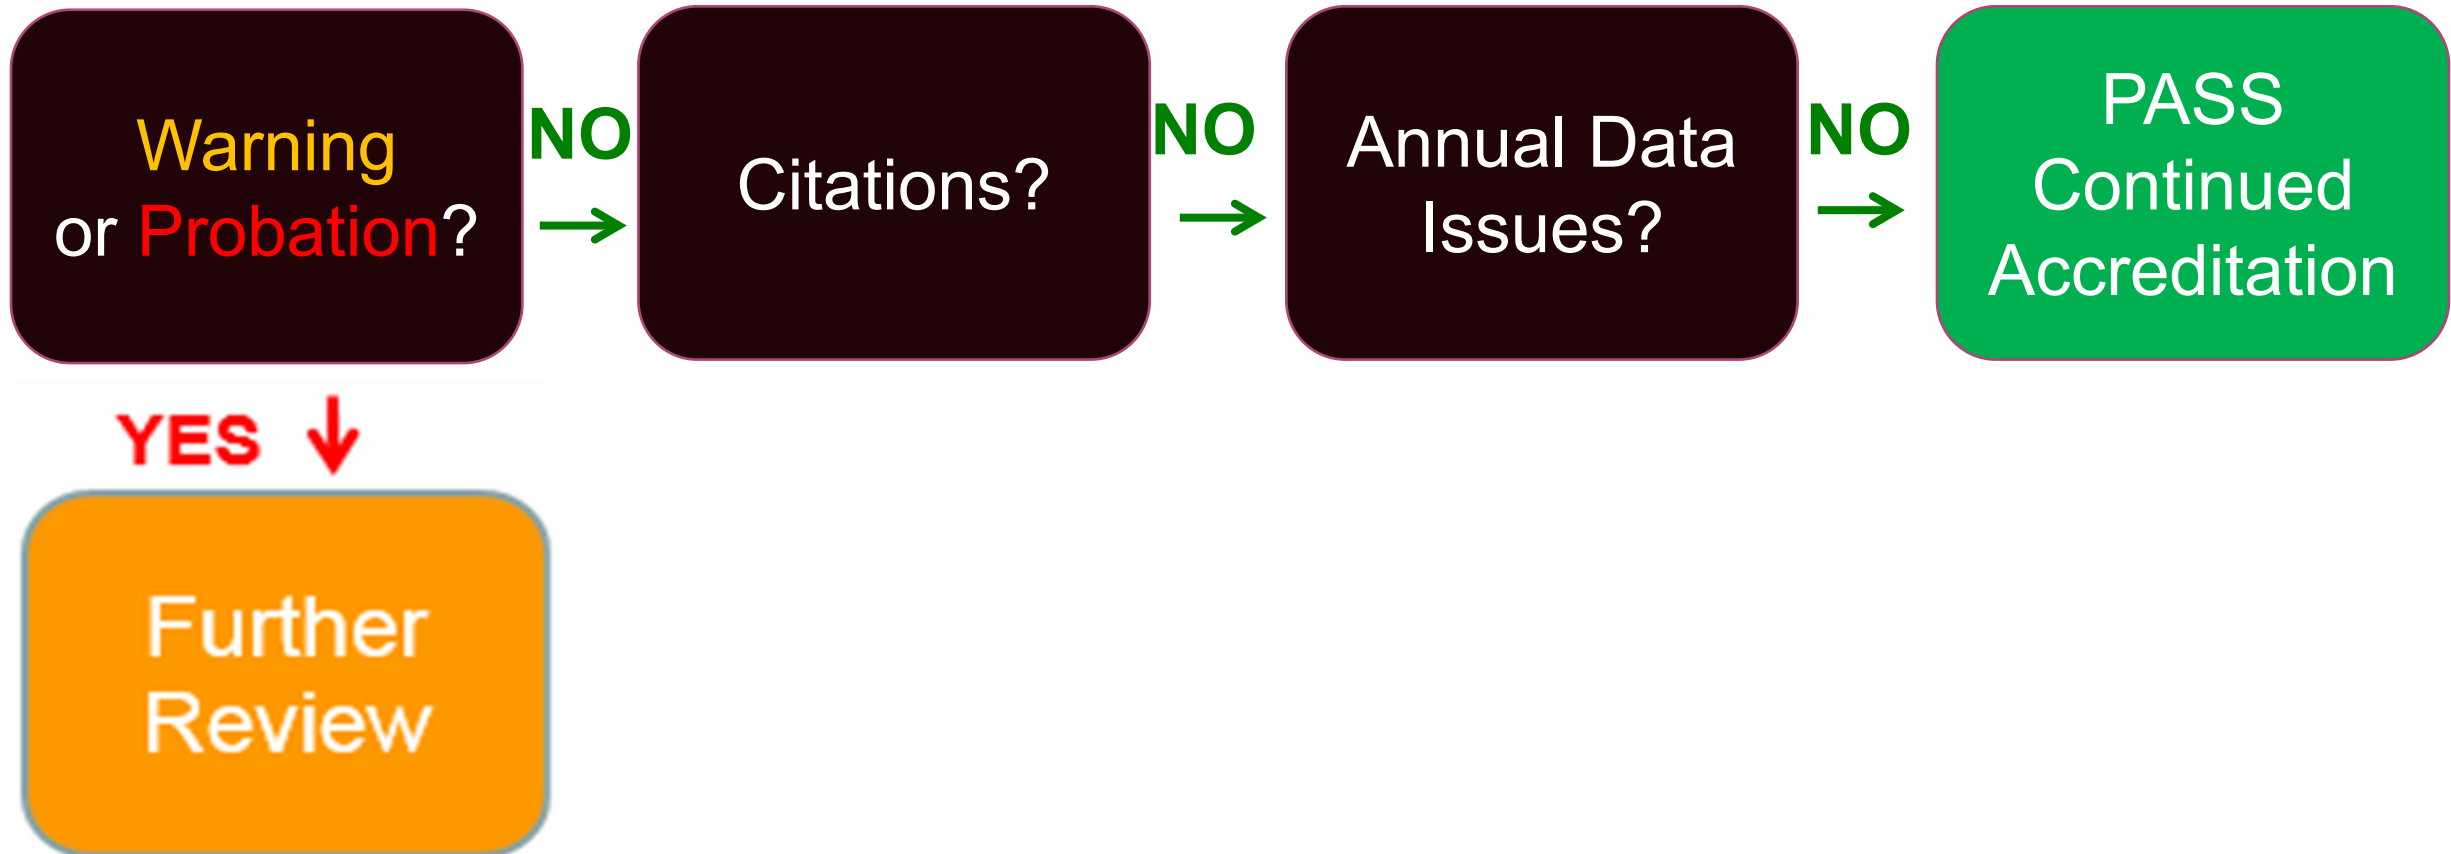 Warning
or Probation?
NO
Citations?
NO
Annual Data
Issues?
NO
PASS
Continued
Accreditation
YES
Further
Review